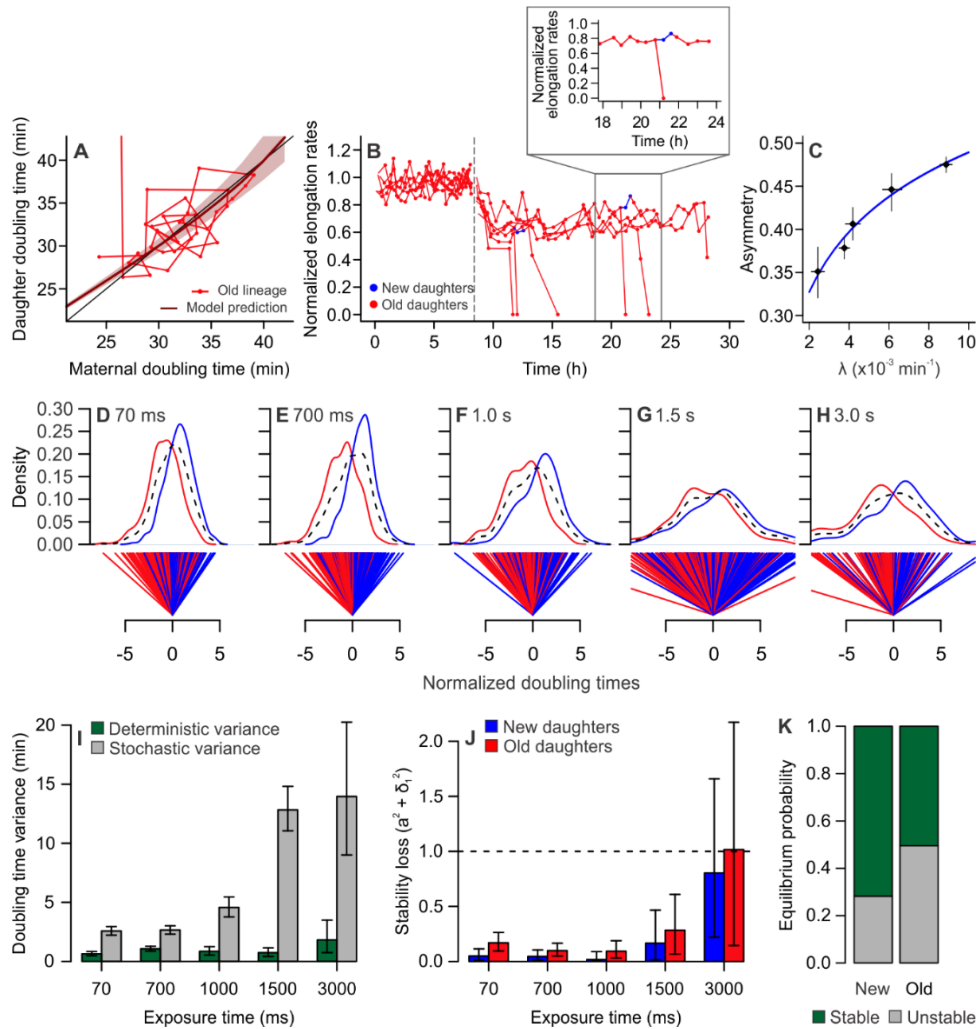 Normalized elongation rates
1.0
0.8
0.6
0.4
0.2
0.0
18 20 22 24
Time (h)
A
Daughter doubling time (min)
40
35
30
25
25 30 35 40
Maternal doubling time (min)
Old lineage
Model prediction
B
Normalized elongation rates
1.2
1.0
0.8
0.6
0.4
0.2
0.0
0 5 10 15 20 25 30
Time (h)
New daughters
Old daughters
C
Asymmetry
0.50
0.45
0.40
0.35
0.30
2 4 6 8 10
λ (x10⁻³ min⁻¹)
D 70 ms
E 700 ms
F 1.0 s
G 1.5 s
H 3.0 s
Density
0.30
0.25
0.20
0.15
0.10
0.05
0.00
-5 0 5
-5 0 5
-5 0 5
-5 0 5
-5 0 5
Normalized doubling times
I
Deterministic variance
Stochastic variance
Doubling time variance (min)
20
15
10
5
0
70 700 1000 1500 3000
Exposure time (ms)
J
New daughters
Old daughters
Stability loss (a² + δ₁²)
2.0
1.5
1.0
0.5
0.0
70 700 1000 1500 3000
Exposure time (ms)
K
Equilibrium probability
1.0
0.8
0.6
0.4
0.2
0.0
New Old
Stable Unstable